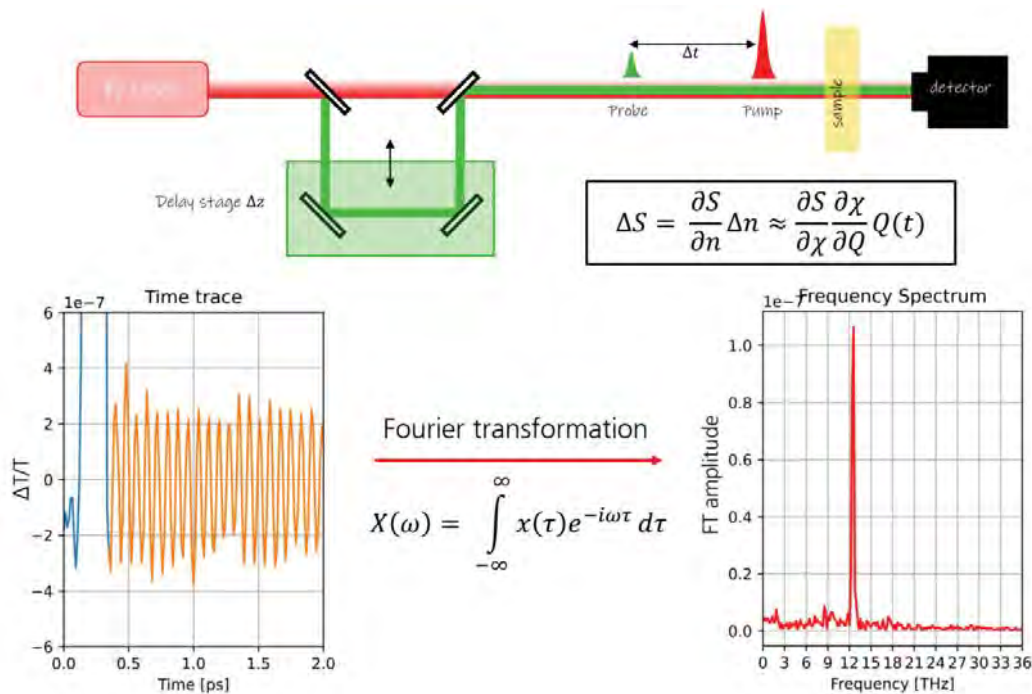 Δt
Probe
Pump
sample
detector
Delay stage Δz
ΔS = ∂S/∂n Δn ≈ ∂S/∂χ ∂χ/∂Q Q(t)
1e−7
Time trace
6
4
2
0
−2
−4
−6
ΔT/T
0.0 0.5 1.0 1.5 2.0
Time [ps]
Fourier transformation
X(ω) = ∫_{−∞}^{∞} x(τ)e^{−iωτ} dτ
1e−7
Frequency Spectrum
1.0
0.8
0.6
0.4
0.2
0.0
FT amplitude
0 3 6 9 12 15 18 21 24 27 30 33 36
Frequency [THz]